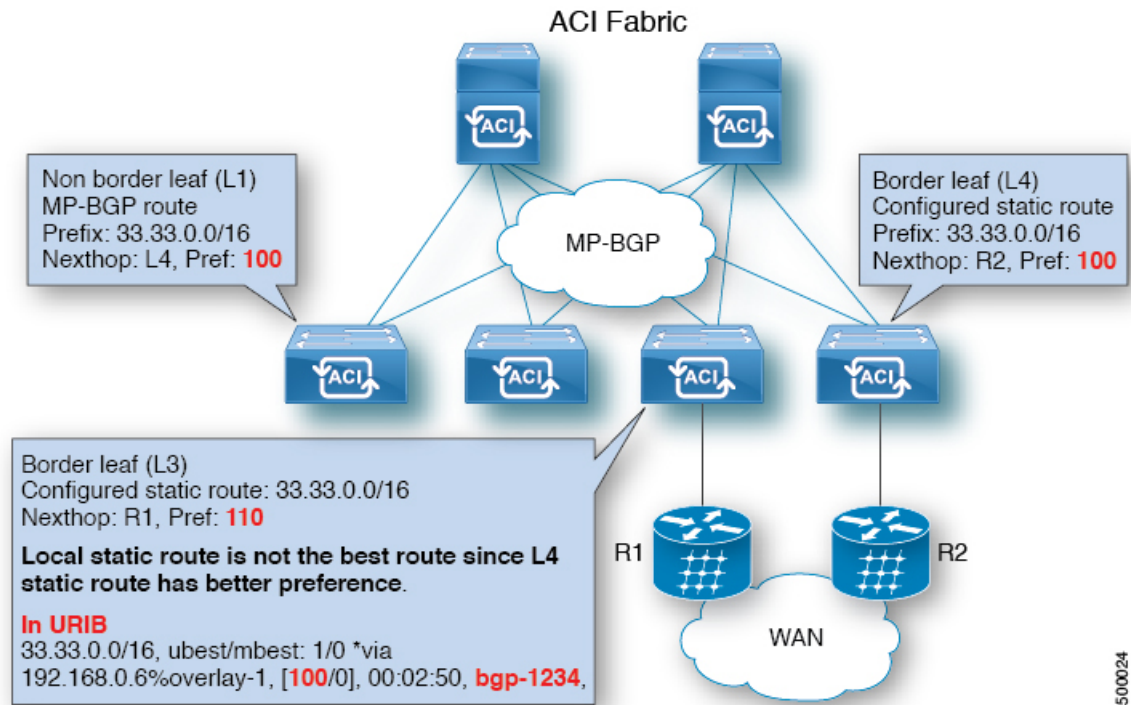 ACI Fabric
ACI
ACI
Non border leaf (L1)
MP-BGP route
Prefix: 33.33.0.0/16
Nexthop: L4, Pref: 100
MP-BGP
Border leaf (L4)
Configured static route
Prefix: 33.33.0.0/16
Nexthop: R2, Pref: 100
ACI
ACI
ACI
ACI
Border leaf (L3)
Configured static route: 33.33.0.0/16
Nexthop: R1, Pref: 110
Local static route is not the best route since L4
static route has better preference.
In URIB
33.33.0.0/16, ubest/mbest: 1/0 *via
192.168.0.6%overlay-1, [100/0], 00:02:50, bgp-1234,
R1
R2
WAN
500024